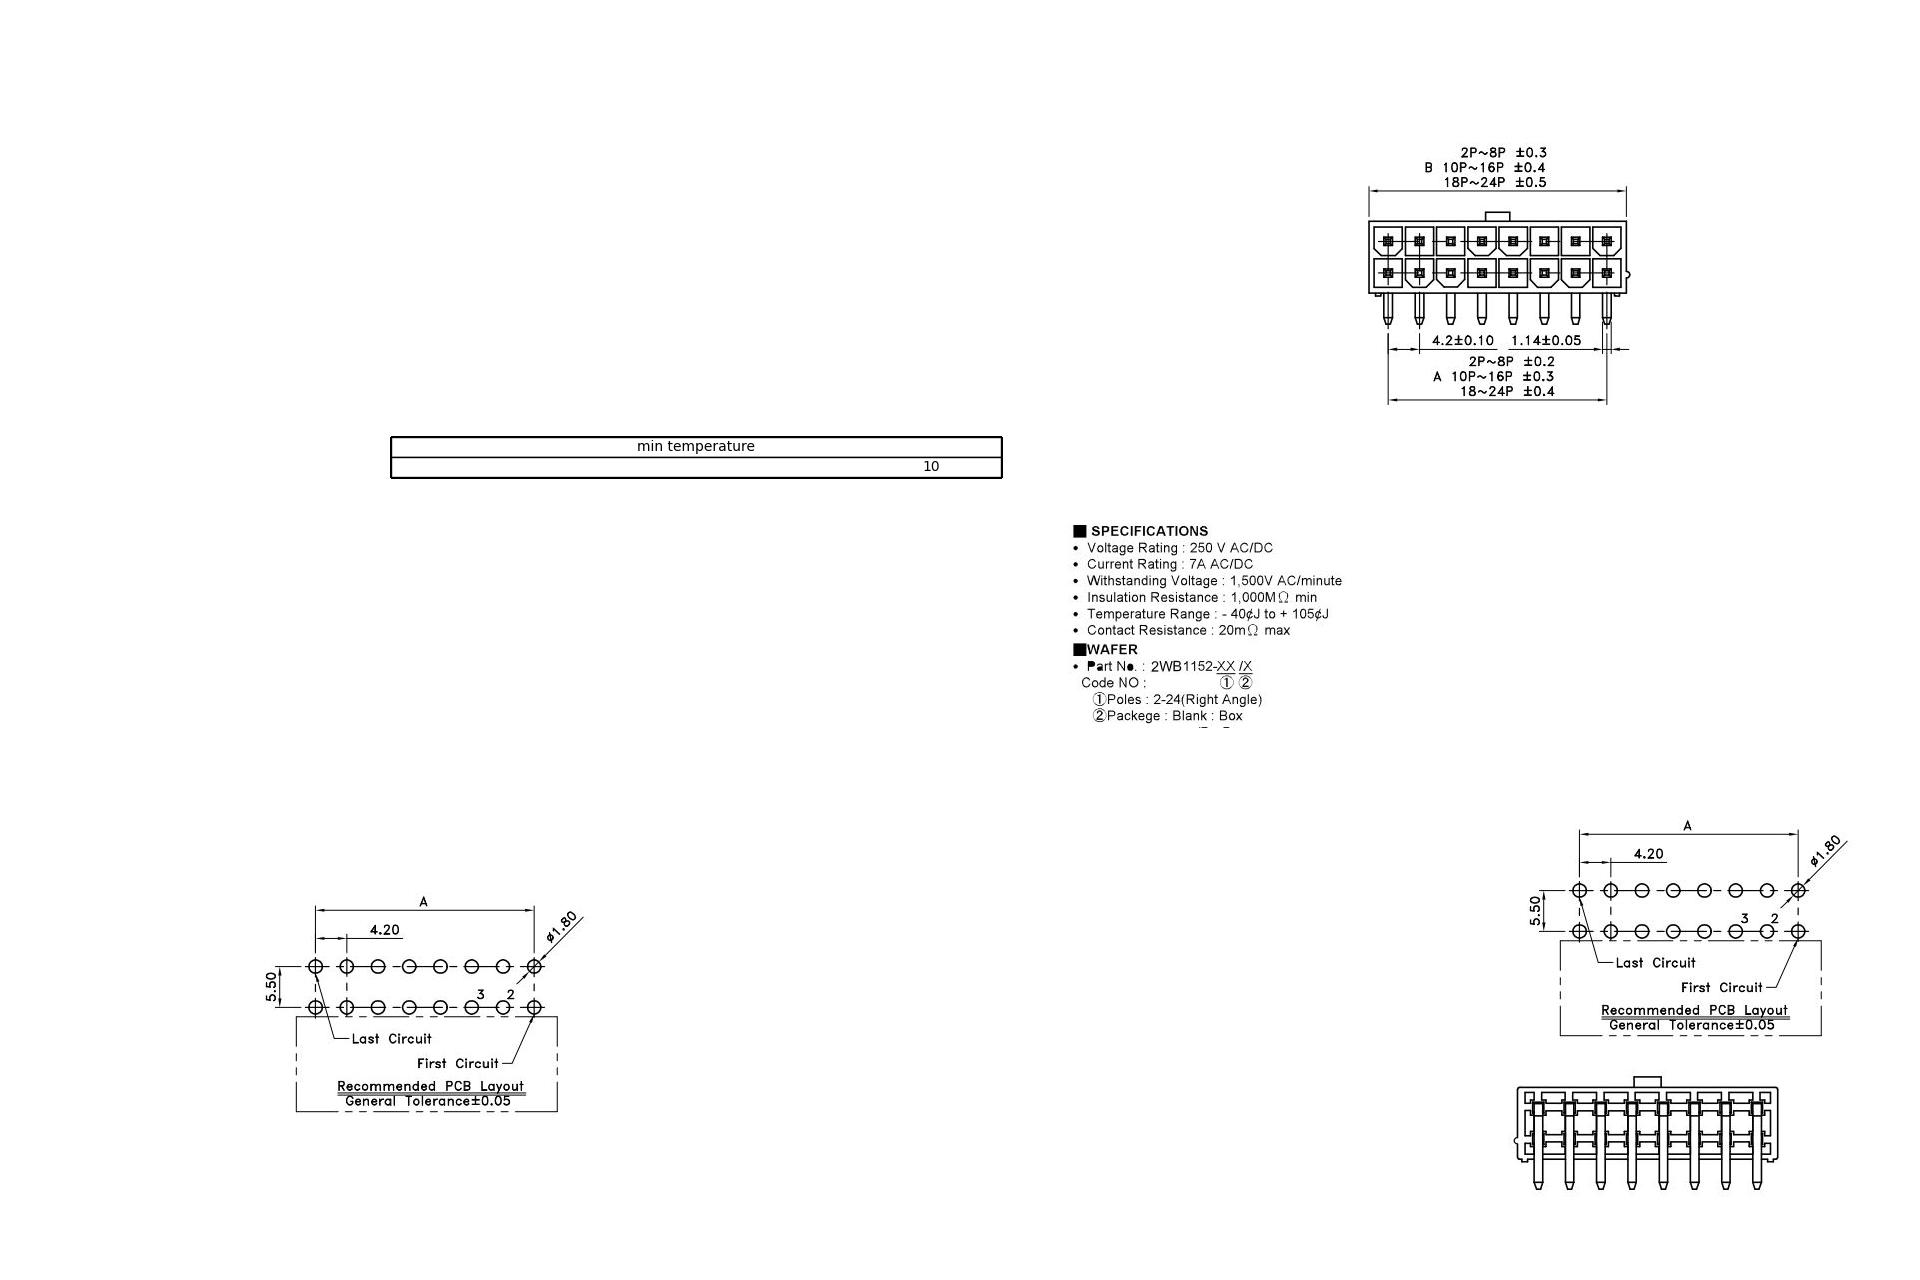 2P~8P ±0.3
B 10P~16P ±0.4
18P~24P ±0.5
4.2±0.10 1.14±0.05
2P~8P ±0.2
A 10P~16P ±0.3
18~24P ±0.4
min temperature
10
■ SPECIFICATIONS
• Voltage Rating : 250 V AC/DC
• Current Rating : 7A AC/DC
• Withstanding Voltage : 1,500V AC/minute
• Insulation Resistance : 1,000MΩ min
• Temperature Range : - 40¢J to + 105¢J
• Contact Resistance : 20mΩ max
■WAFER
• Part No. : 2WB1152-XX /X
Code NO : ① ②
①Poles : 2-24(Right Angle)
②Packege : Blank : Box
A
4.20
ø1.80
5.50
3 2
Last Circuit
First Circuit
Recommended PCB Layout
General Tolerance±0.05
A
4.20
ø1.80
5.50
3 2
Last Circuit
First Circuit
Recommended PCB Layout
General Tolerance±0.05